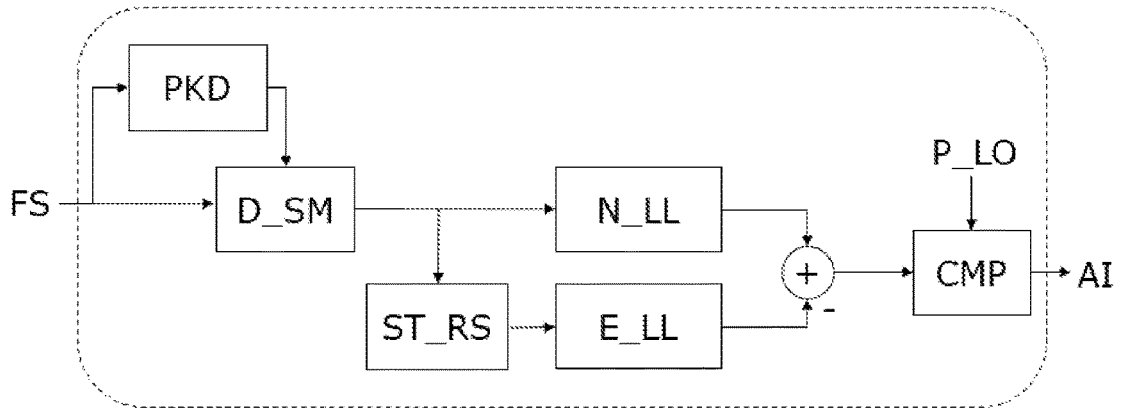 PKD
P_LO
FS
D_SM
N_LL
+
CMP
AI
-
ST_RS
E_LL